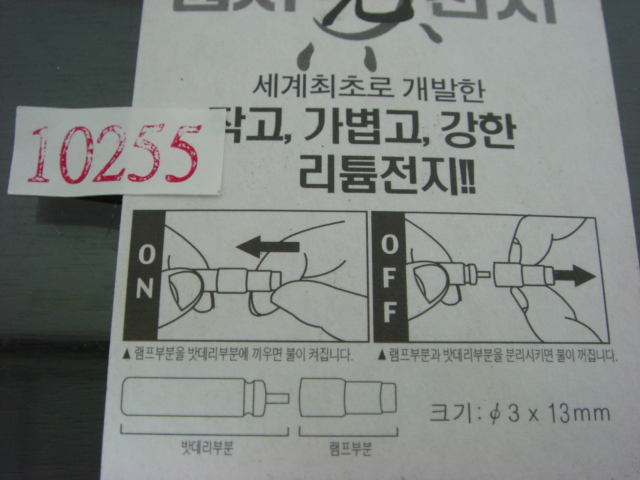 전지
세계최초로 개발한
작고, 가볍고, 강한
리튬전지!!
10255
ON
OFF
▲ 램프부분을 밧데리부분에 끼우면 불이 켜집니다.
▲ 램프부분과 밧데리부분을 분리시키면 불이 꺼집니다.
밧데리부분
램프부분
크기: ϕ 3 x 13mm